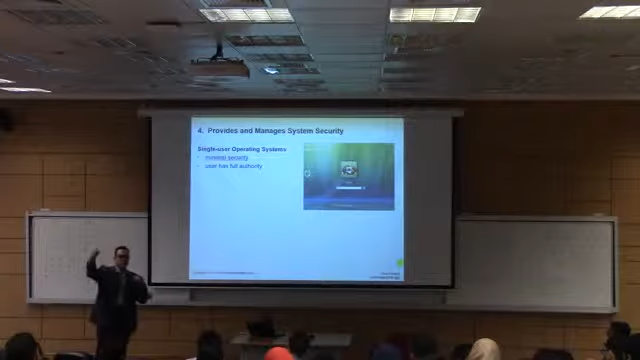 4. Provides and Manages System Security
Single-user Operating Systems
minimal security
user has full authority